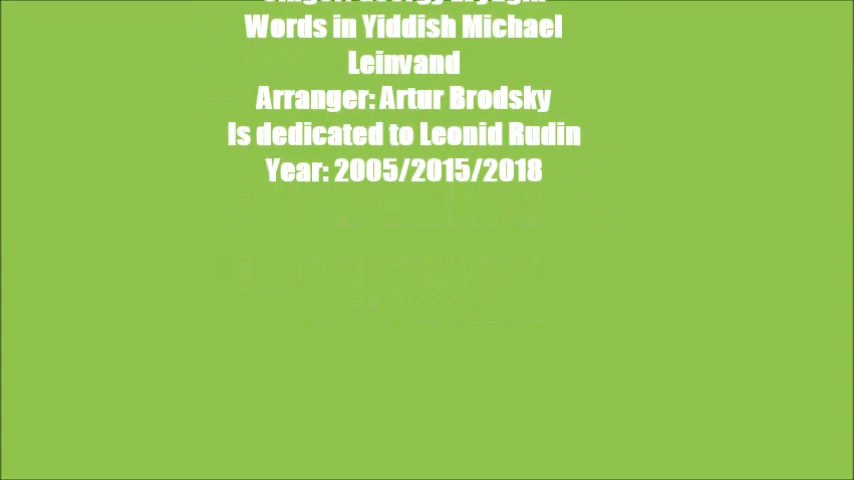 Words in Yiddish Michael
Leinvand
Arranger: Artur Brodsky
Is dedicated to Leonid Rudin
Year: 2005/2015/2018